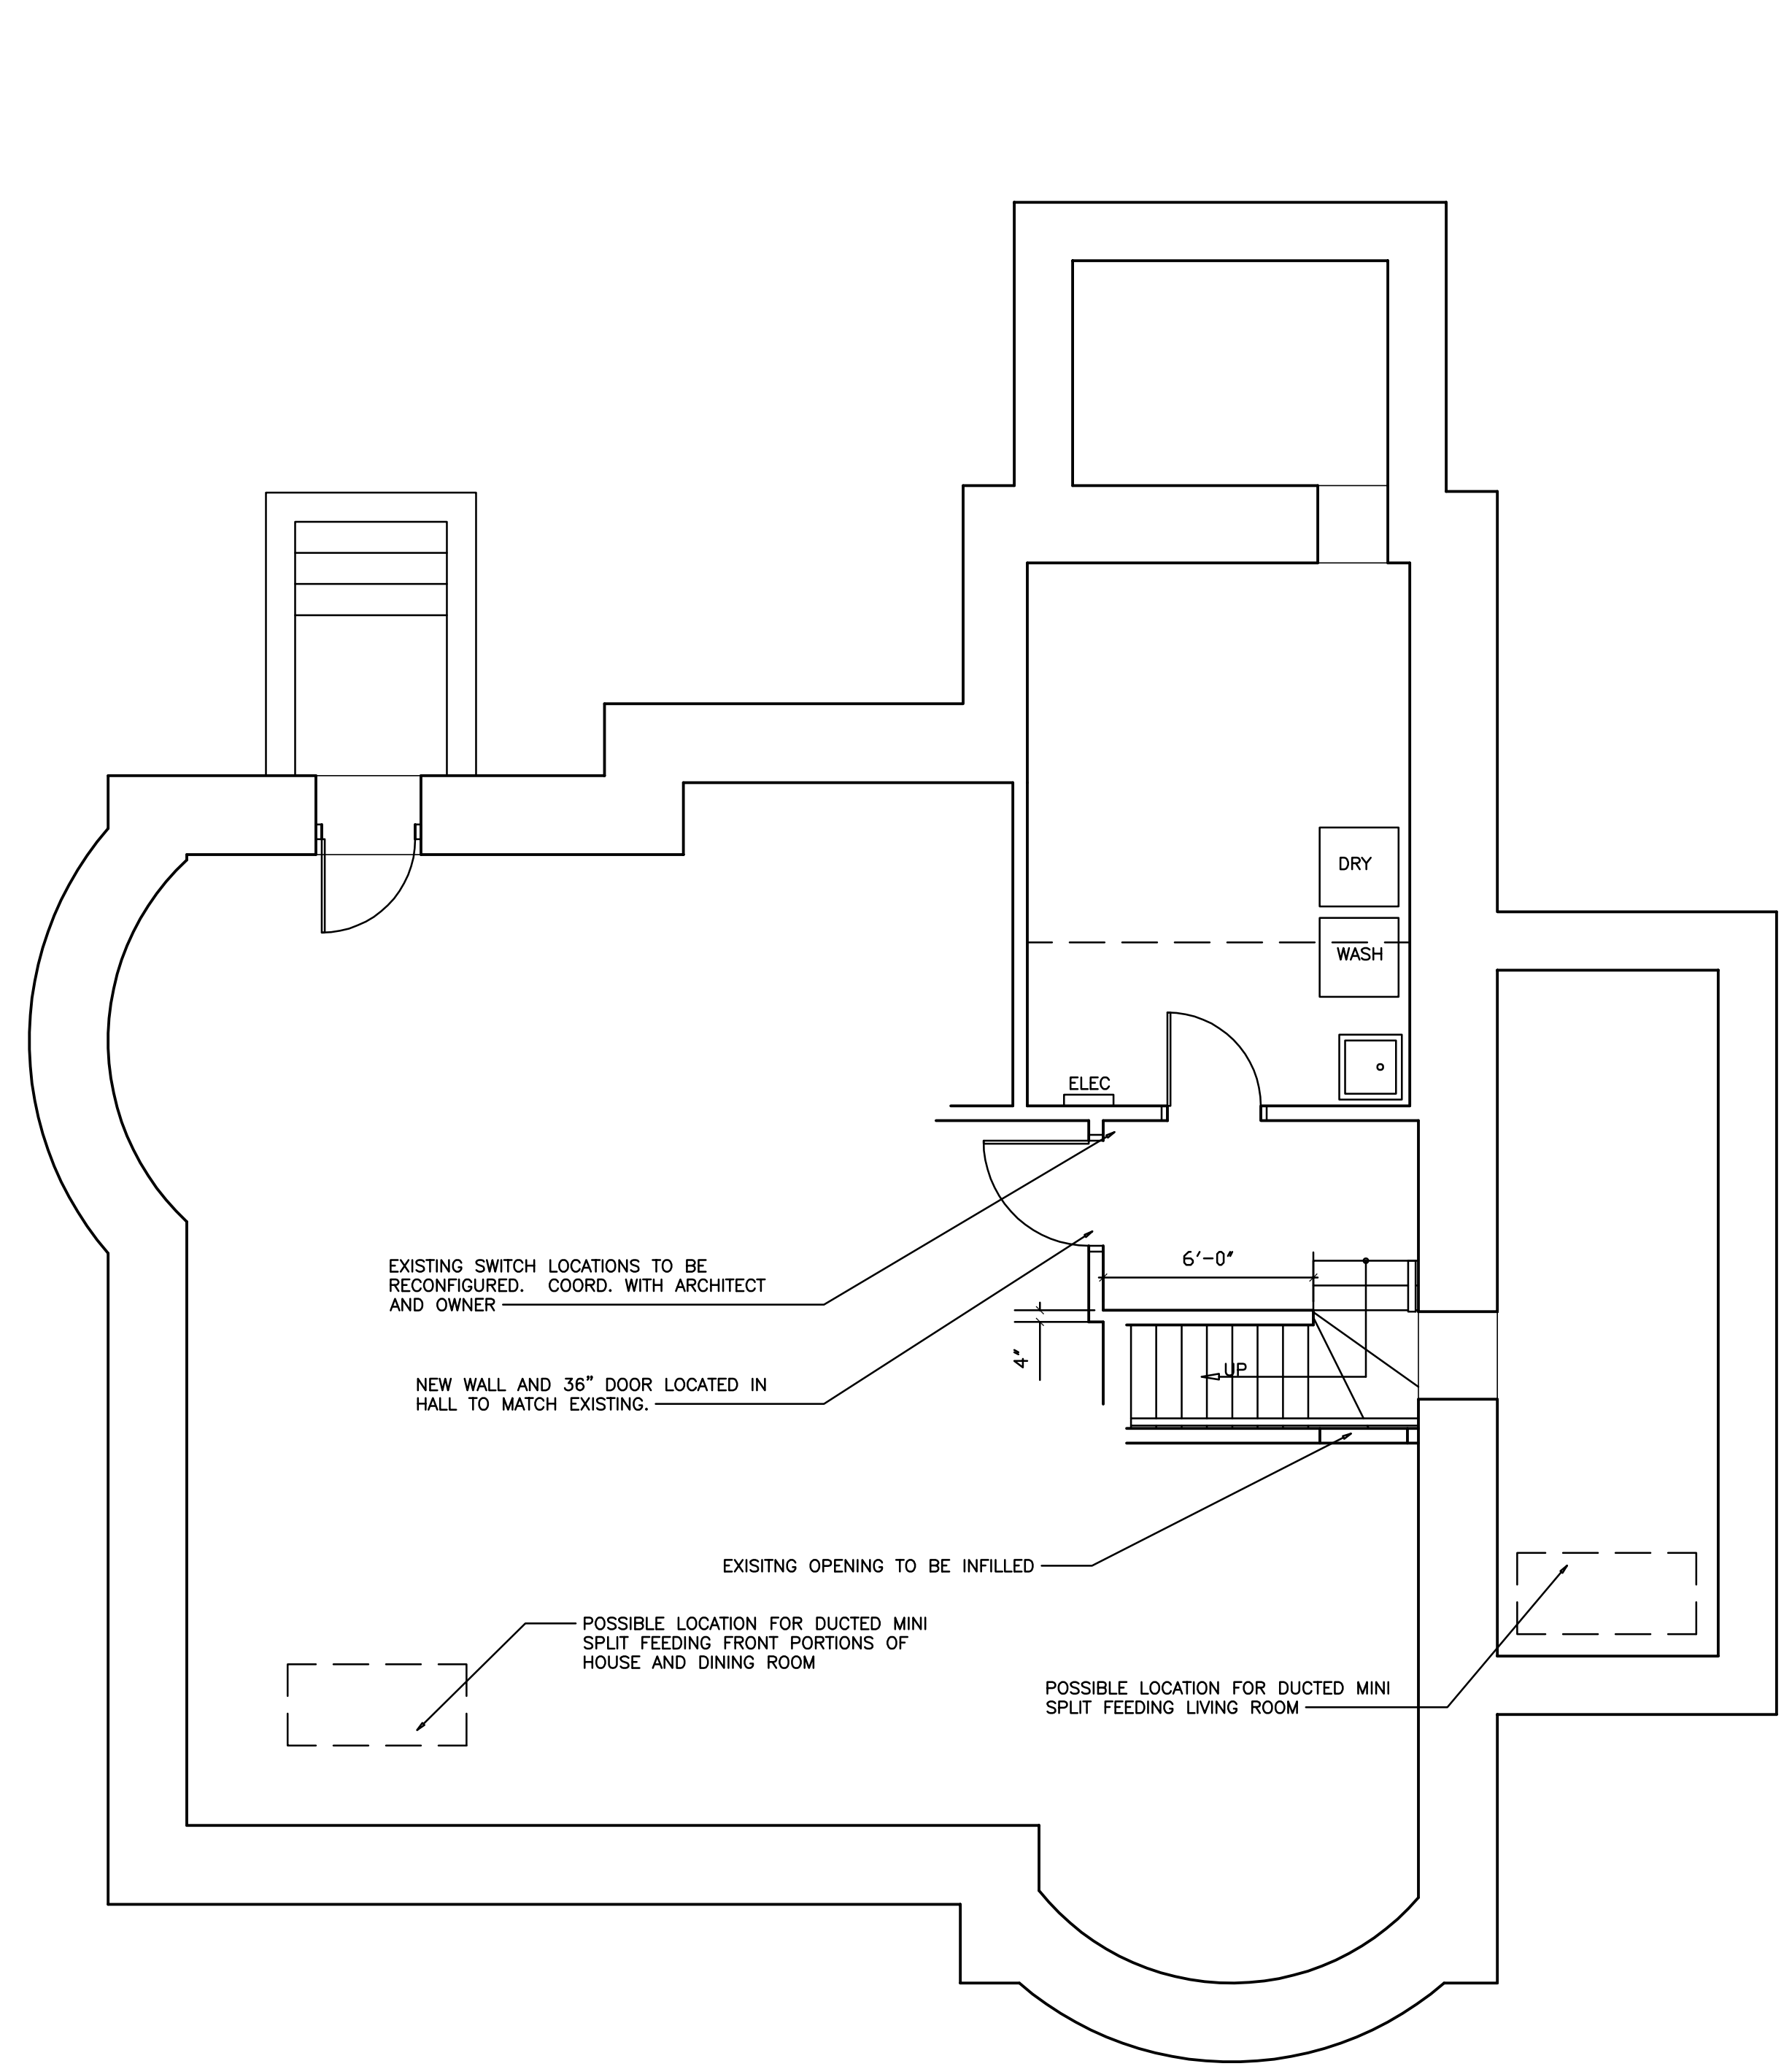 DRY
WASH
ELEC
EXISTING SWITCH LOCATIONS TO BE
RECONFIGURED. COORD. WITH ARCHITECT
AND OWNER
6'-0"
4"
UP
NEW WALL AND 36" DOOR LOCATED IN
HALL TO MATCH EXISTING.
EXISITNG OPENING TO BE INFILLED
POSSIBLE LOCATION FOR DUCTED MINI
SPLIT FEEDING FRONT PORTIONS OF
HOUSE AND DINING ROOM
POSSIBLE LOCATION FOR DUCTED MINI
SPLIT FEEDING LIVING ROOM